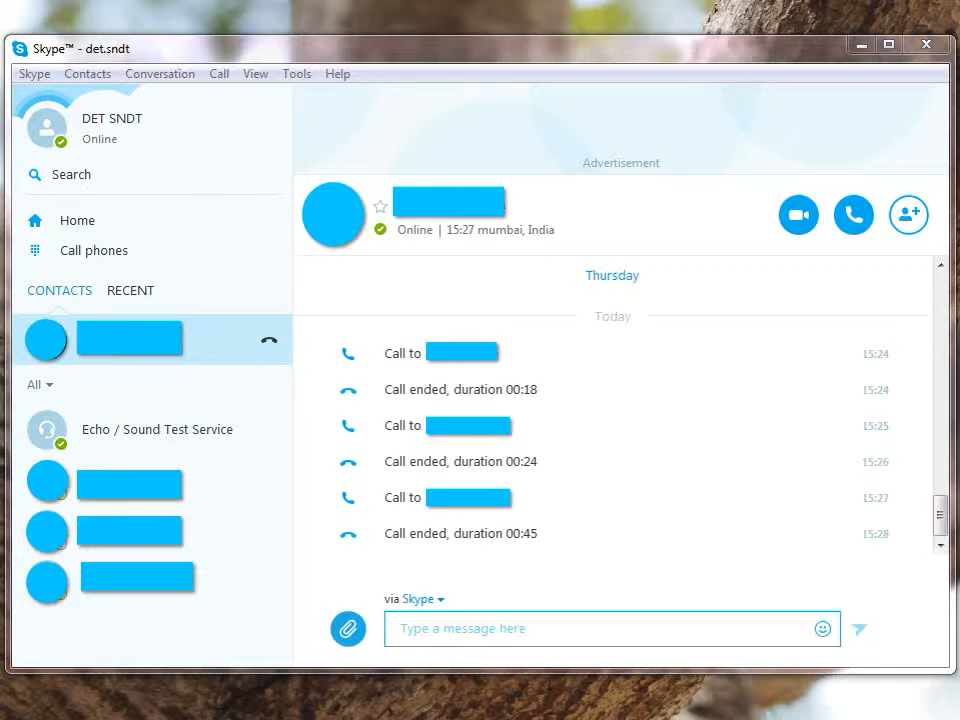 Skype™ - det.sndt
Skype Contacts Conversation Call View Tools Help
DET SNDT
Online
Search
Home
Call phones
CONTACTS RECENT
All
Echo / Sound Test Service
Advertisement
Online | 15:27 mumbai, India
Thursday
Today
Call to 15:24
Call ended, duration 00:18 15:24
Call to 15:25
Call ended, duration 00:24 15:26
Call to 15:27
Call ended, duration 00:45 15:28
via Skype
Type a message here